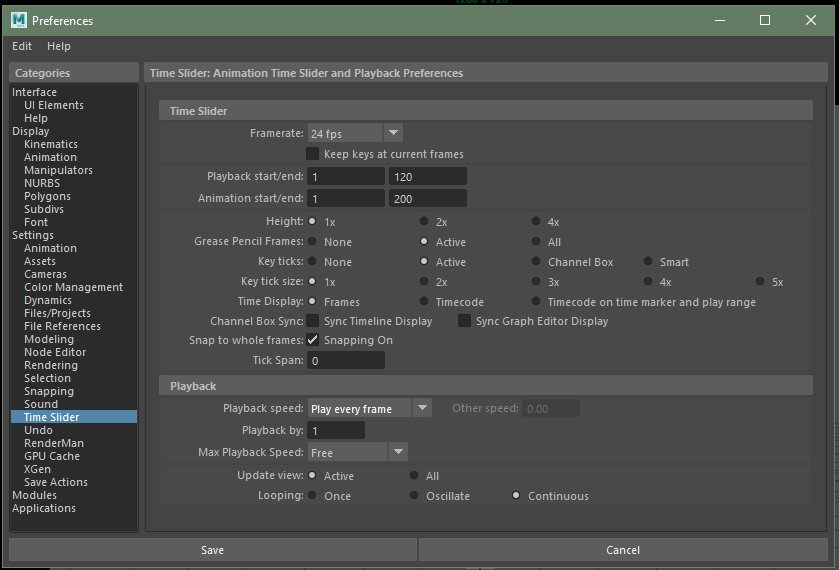 1280 x 720
M Preferences
Edit Help
Categories
Interface
UI Elements
Help
Display
Kinematics
Animation
Manipulators
NURBS
Polygons
Subdivs
Font
Settings
Animation
Assets
Cameras
Color Management
Dynamics
Files/Projects
File References
Modeling
Node Editor
Rendering
Selection
Snapping
Sound
Time Slider
Undo
RenderMan
GPU Cache
XGen
Save Actions
Modules
Applications
Time Slider: Animation Time Slider and Playback Preferences
Time Slider
Framerate: 24 fps
Keep keys at current frames
Playback start/end: 1 120
Animation start/end: 1 200
Height: 1x 2x 4x
Grease Pencil Frames: None Active All
Key ticks: None Active Channel Box Smart
Key tick size: 1x 2x 3x 4x 5x
Time Display: Frames Timecode Timecode on time marker and play range
Channel Box Sync: Sync Timeline Display Sync Graph Editor Display
Snap to whole frames: Snapping On
Tick Span: 0
Playback
Playback speed: Play every frame Other speed: 0.00
Playback by: 1
Max Playback Speed: Free
Update view: Active All
Looping: Once Oscillate Continuous
Save Cancel